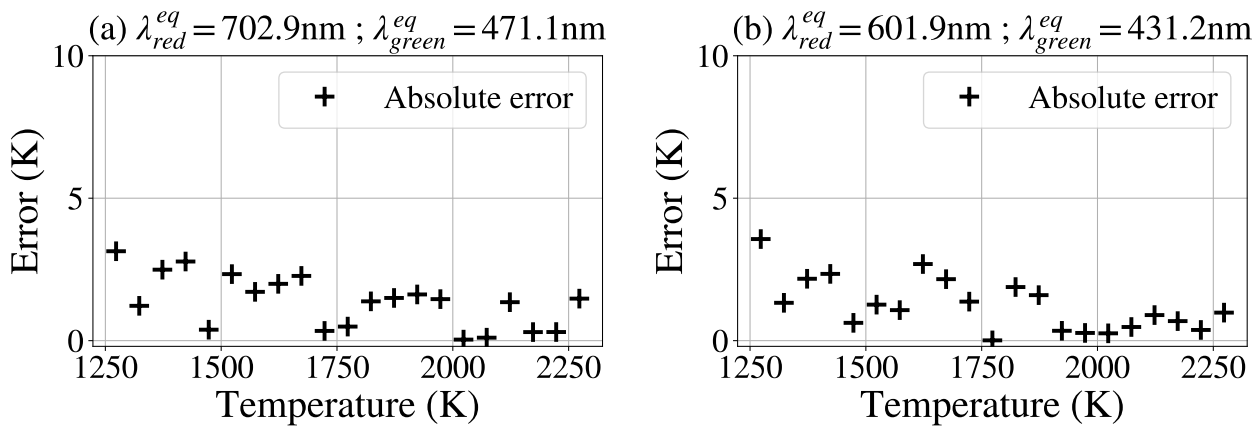 (a) λ_red^eq = 702.9nm ; λ_green^eq = 471.1nm
10
Absolute error
5
0
Error (K)
1250 1500 1750 2000 2250
Temperature (K)
(b) λ_red^eq = 601.9nm ; λ_green^eq = 431.2nm
10
Absolute error
5
0
Error (K)
1250 1500 1750 2000 2250
Temperature (K)